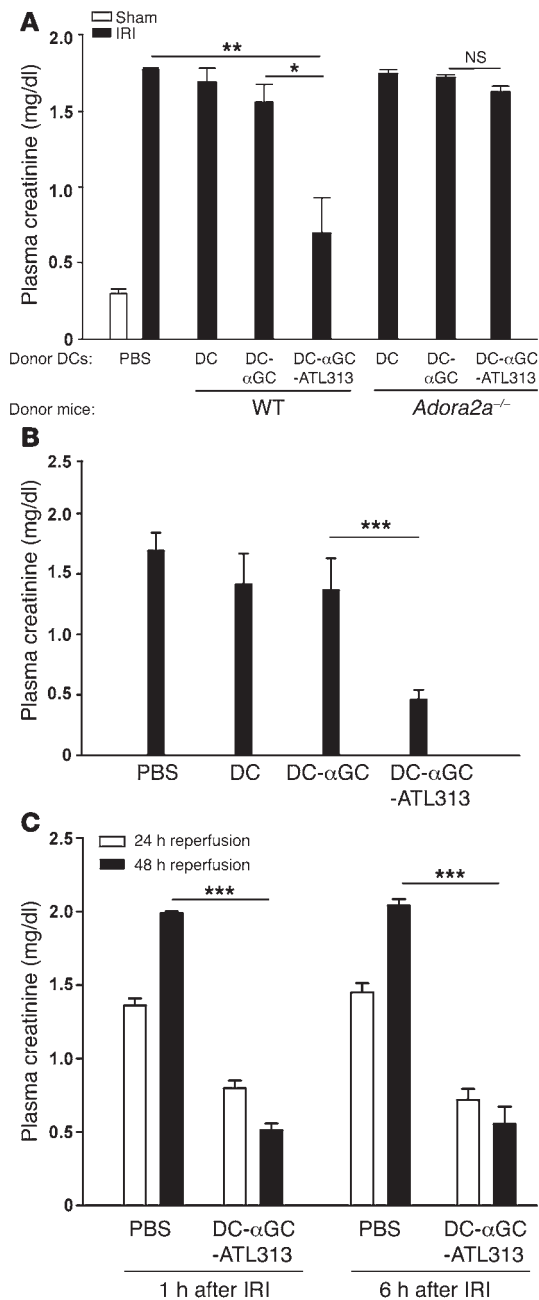 A
Sham
IRI
Plasma creatinine (mg/dl)
2.0
1.5
1.0
0.5
0
**
*
NS
Donor DCs: PBS DC DC- DC-αGC DC DC- DC-αGC
αGC -ATL313 αGC -ATL313
Donor mice: WT Adora2a–/–
B
Plasma creatinine (mg/dl)
2.5
2.0
1.5
1.0
0.5
0
***
PBS DC DC-αGC DC-αGC
-ATL313
C
24 h reperfusion
48 h reperfusion
Plasma creatinine (mg/dl)
2.5
2.0
1.5
1.0
0.5
0
*** ***
PBS DC-αGC PBS DC-αGC
-ATL313 -ATL313
1 h after IRI 6 h after IRI